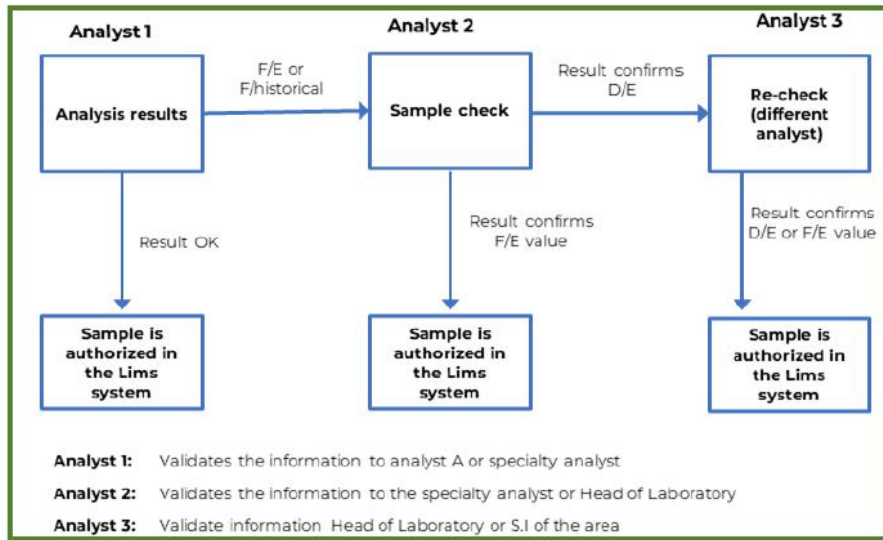 Analyst 1
Analyst 2
Analyst 3
Analysis results
F/E or
F/historical
Sample check
Result confirms
D/E
Re-check
(different
analyst)
Result OK
Result confirms
F/E value
Result confirms
D/E or F/E value
Sample is
authorized in
the Lims
system
Sample is
authorized in
the Lims
system
Sample is
authorized in
the Lims
system
Analyst 1: Validates the information to analyst A or specialty analyst
Analyst 2: Validates the information to the specialty analyst or Head of Laboratory
Analyst 3: Validate information Head of Laboratory or S.I of the area